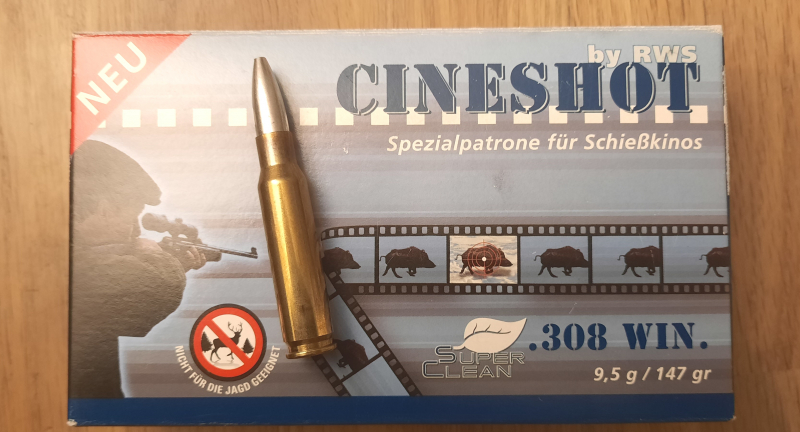 NEU
by RWS
CINESHOT
Spezialpatrone für Schießkinos
NICHT FÜR DIE JAGD GEEIGNET
SUPER
CLEAN
.308 WIN.
9,5 g / 147 gr